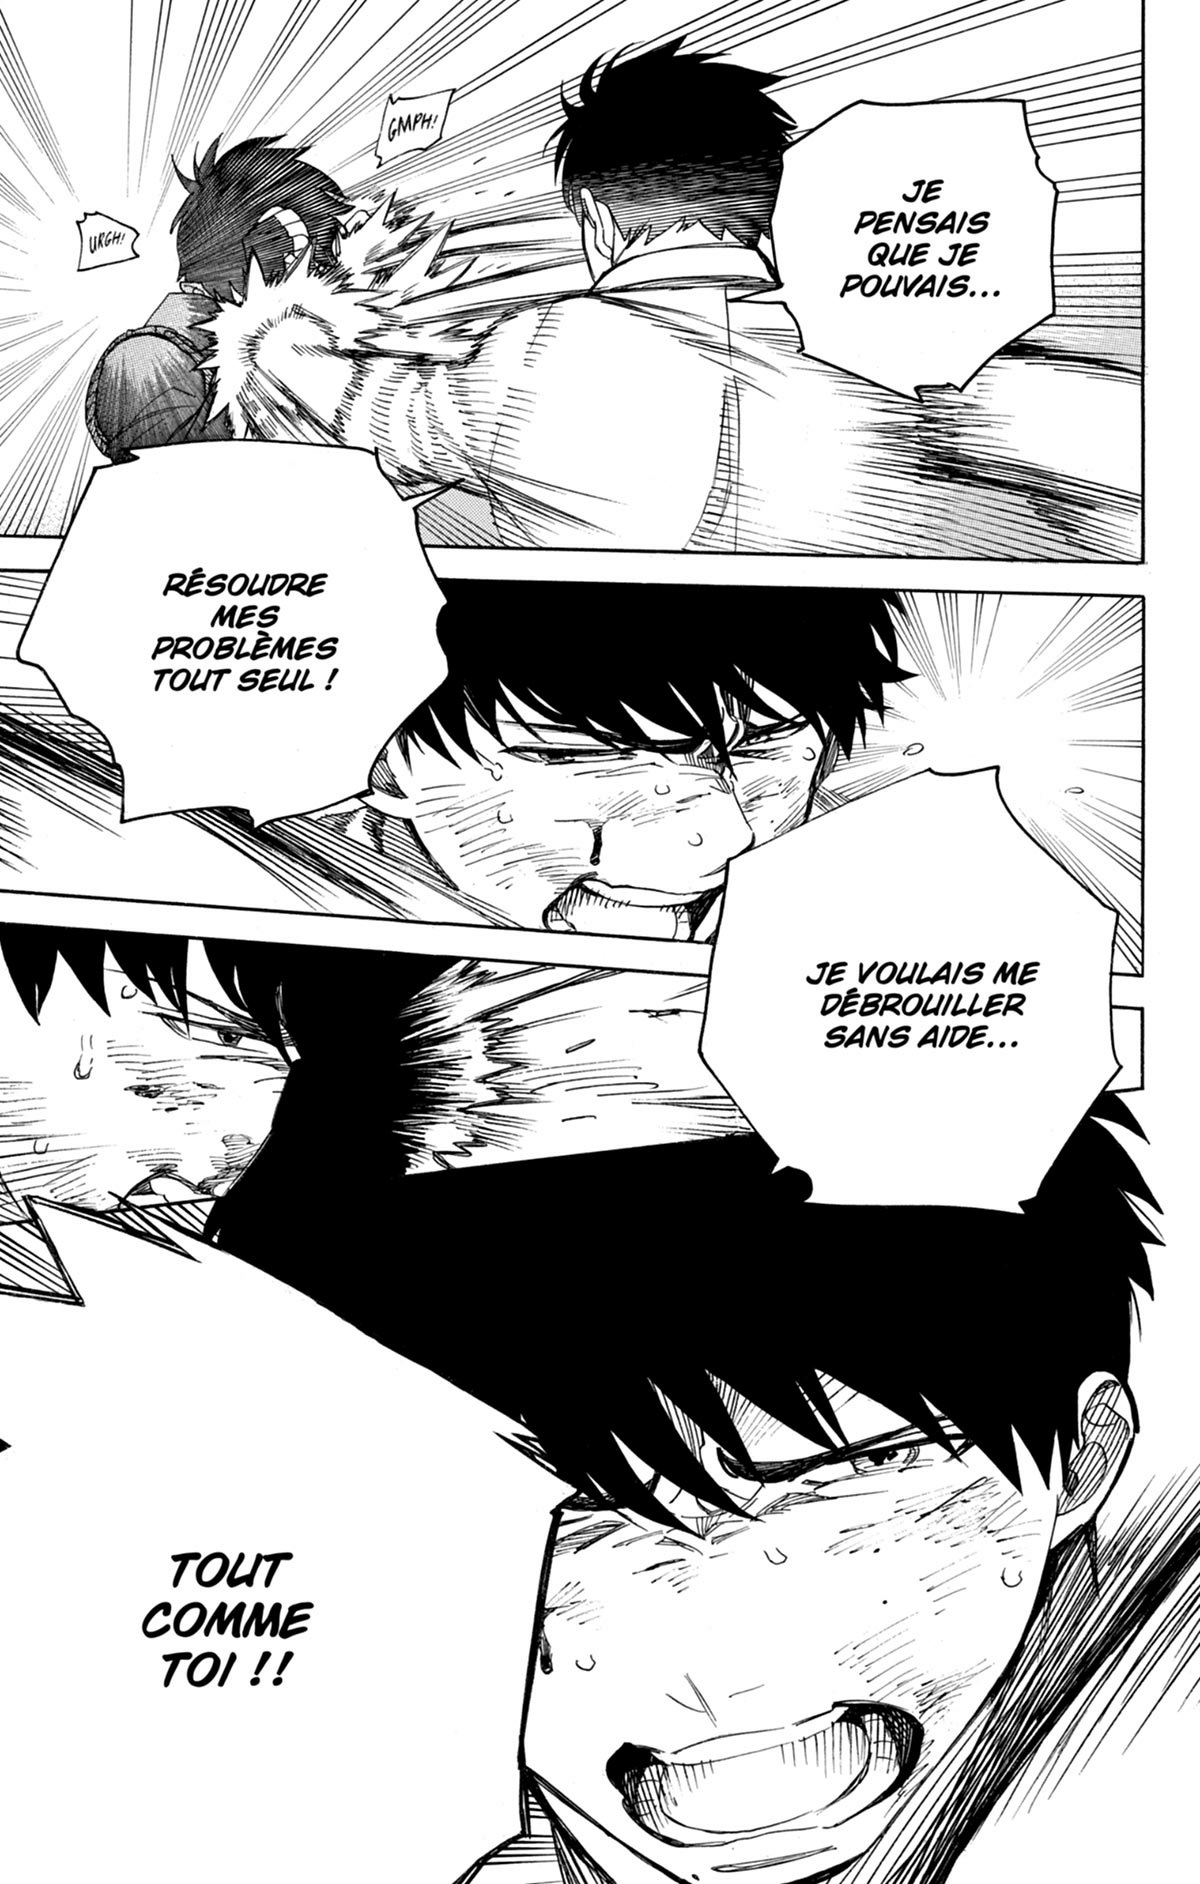 GMPH!
URGH!
JE
PENSAIS
QUE JE
POUVAIS...
RÉSOUDRE
MES
PROBLÈMES
TOUT SEUL !
JE VOULAIS ME
DÉBROUILLER
SANS AIDE...
TOUT
COMME
TOI !!